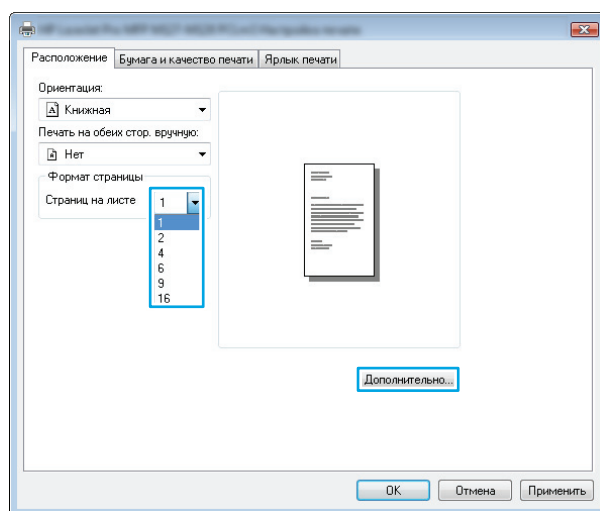 Расположение Бумага и качество печати Ярлык печати
Ориентация:
Книжная
Печать на обеих стор. вручную:
Нет
Формат страницы
Страниц на листе 1
1
2
4
6
9
16
Дополнительно...
OK Отмена Применить